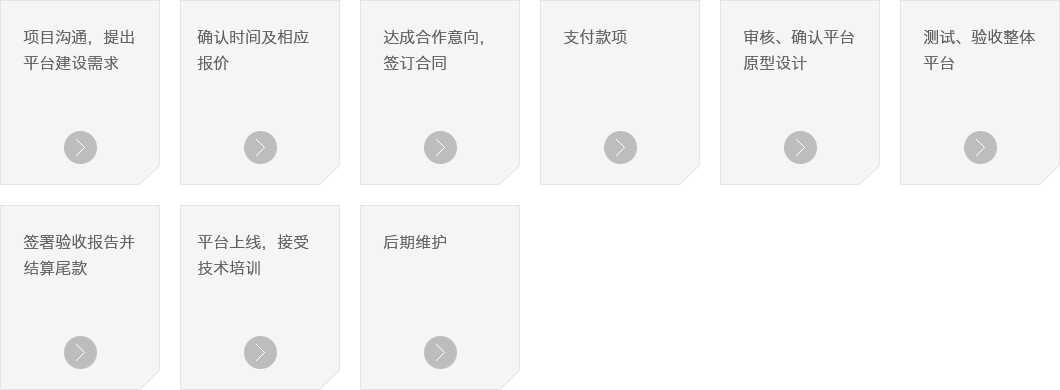 项目沟通，提出
平台建设需求
确认时间及相应
报价
达成合作意向，
签订合同
支付款项
审核、确认平台
原型设计
测试、验收整体
平台
签署验收报告并
结算尾款
平台上线，接受
技术培训
后期维护